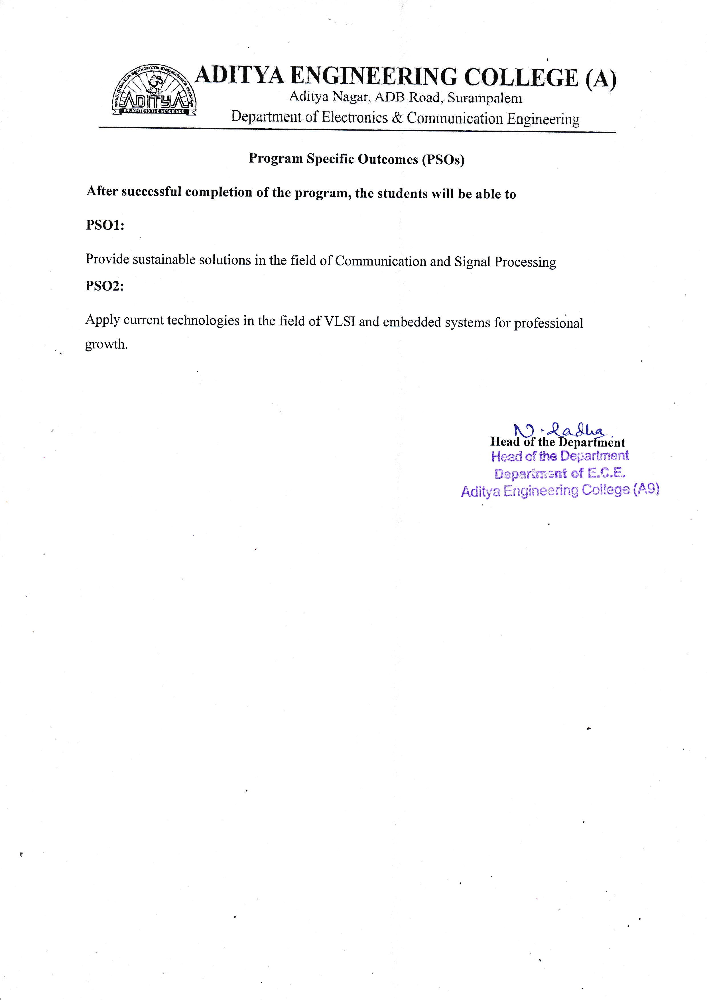 ADITYA ENGINEERING COLLEGE (A)
ADITYA
ENLIGHTENS THE NESCIENCE
Aditya Nagar, ADB Road, Surampalem
Department of Electronics & Communication Engineering
Program Specific Outcomes (PSOs)
After successful completion of the program, the students will be able to
PSO1:
Provide sustainable solutions in the field of Communication and Signal Processing
PSO2:
Apply current technologies in the field of VLSI and embedded systems for professional
growth.
N. Radha
Head of the Department
Head of the Department
Department of E.C.E.
Aditya Engineering College (A9)